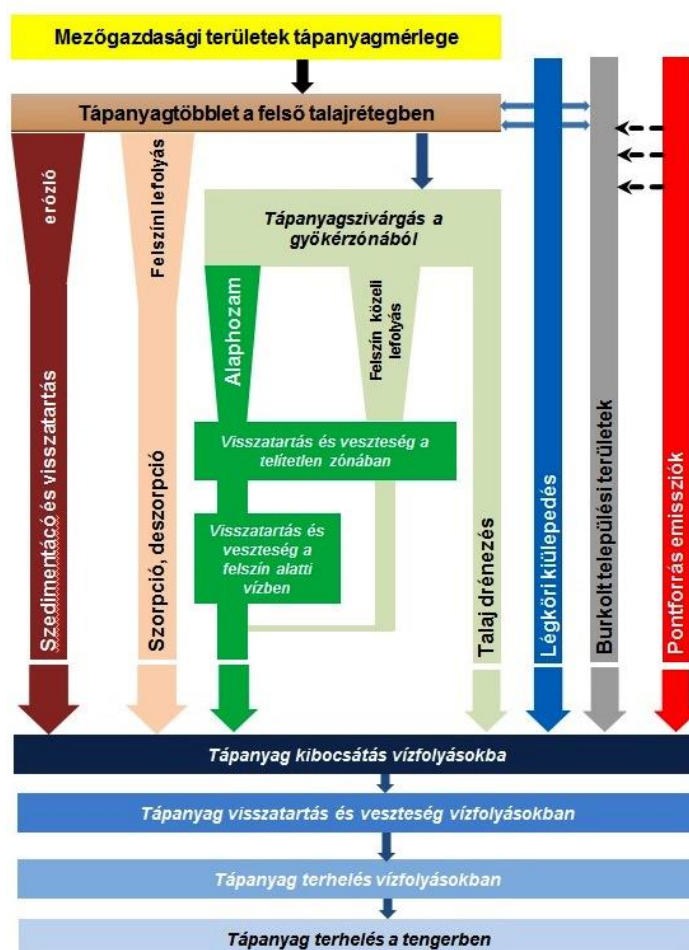 Mezőgazdasági területek tápanyagmérlege
Tápanyagtöbblet a felső talajrétegben
erózió
Szedimentácó és visszatartás
Felszíni lefolyás
Szorpció, deszorpció
Tápanyagszivárgás a
gyökérzónából
Alaphozam
Felszín közeli
lefolyás
Visszatartás és veszteség a
telítetlen zónában
Visszatartás és
veszteség a
felszín alatti
vízben
Talaj drénezés
Légköri kiülepedés
Burkolt települési területek
Pontforrás emissziók
Tápanyag kibocsátás vízfolyásokba
Tápanyag visszatartás és veszteség vízfolyásokban
Tápanyag terhelés vízfolyásokban
Tápanyag terhelés a tengerben